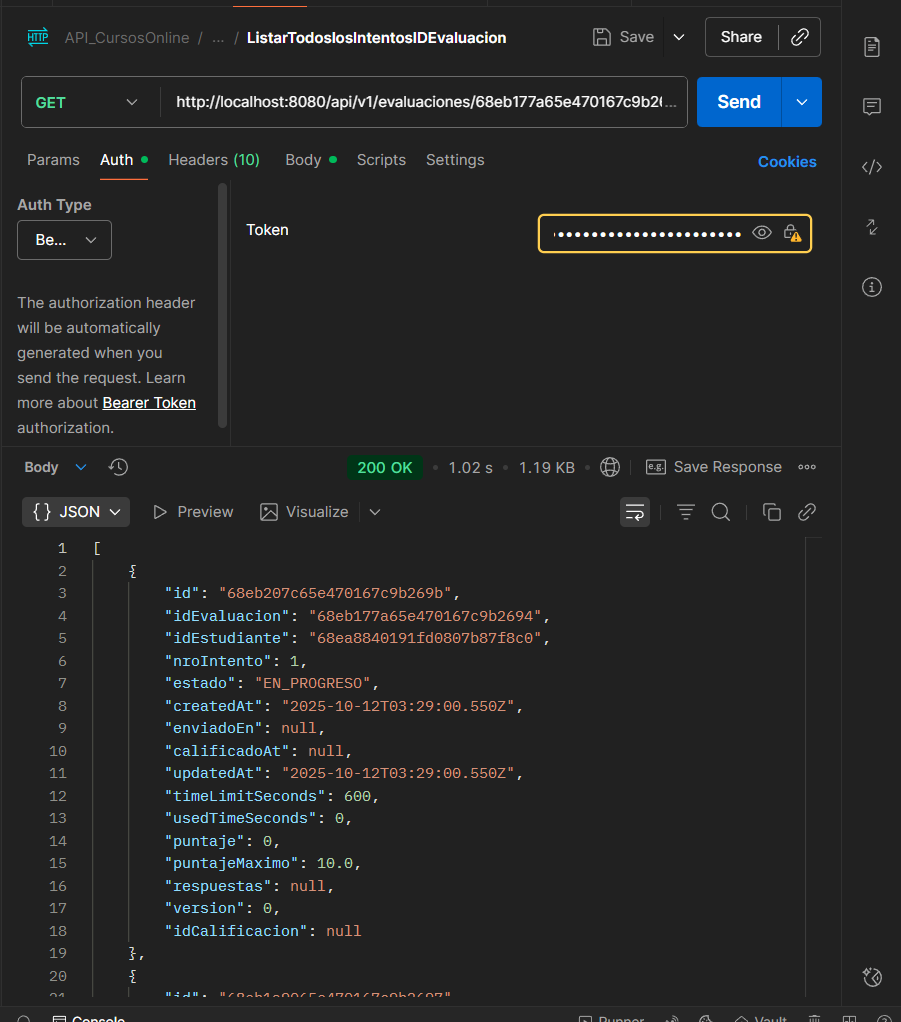 HTTP API_CursosOnline / ... / ListarTodoslosIntentosIDEvaluacion Save Share
GET http://localhost:8080/api/v1/evaluaciones/68eb177a65e470167c9b2( ... Send
Params Auth Headers (10) Body Scripts Settings Cookies
Auth Type
Be...
Token
The authorization header
will be automatically
generated when you
send the request. Learn
more about Bearer Token
authorization.
Body 200 OK • 1.02 s • 1.19 KB • e.g. Save Response
{} JSON Preview Visualize
1 [
2 {
3 "id": "68eb207c65e470167c9b269b",
4 "idEvaluacion": "68eb177a65e470167c9b2694",
5 "idEstudiante": "68ea8840191fd0807b87f8c0",
6 "nroIntento": 1,
7 "estado": "EN_PROGRESO",
8 "createdAt": "2025-10-12T03:29:00.550Z",
9 "enviadoEn": null,
10 "calificadoAt": null,
11 "updatedAt": "2025-10-12T03:29:00.550Z",
12 "timeLimitSeconds": 600,
13 "usedTimeSeconds": 0,
14 "puntaje": 0,
15 "puntajeMaximo": 10.0,
16 "respuestas": null,
17 "version": 0,
18 "idCalificacion": null
19 },
20 {
21 "id":
Console Runner Vault